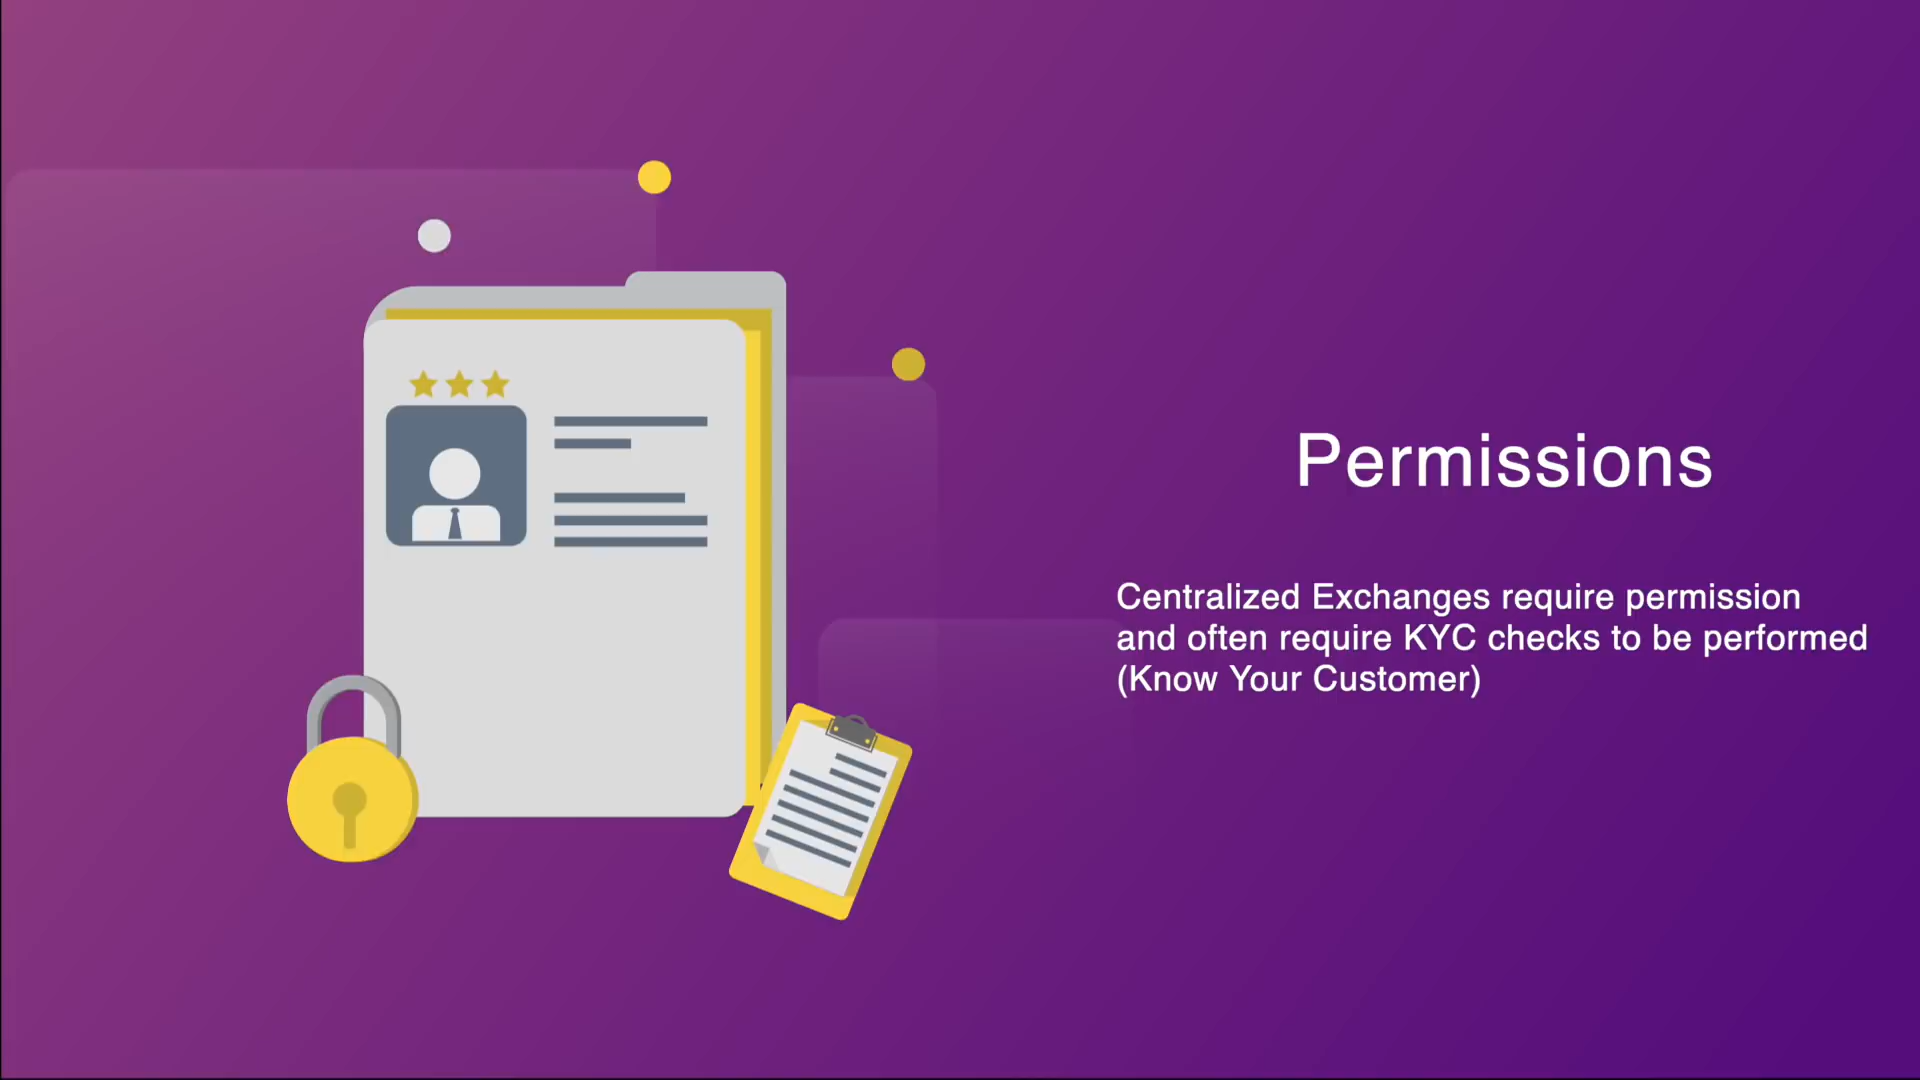 Permissions
Centralized Exchanges require permission
and often require KYC checks to be performed
(Know Your Customer)